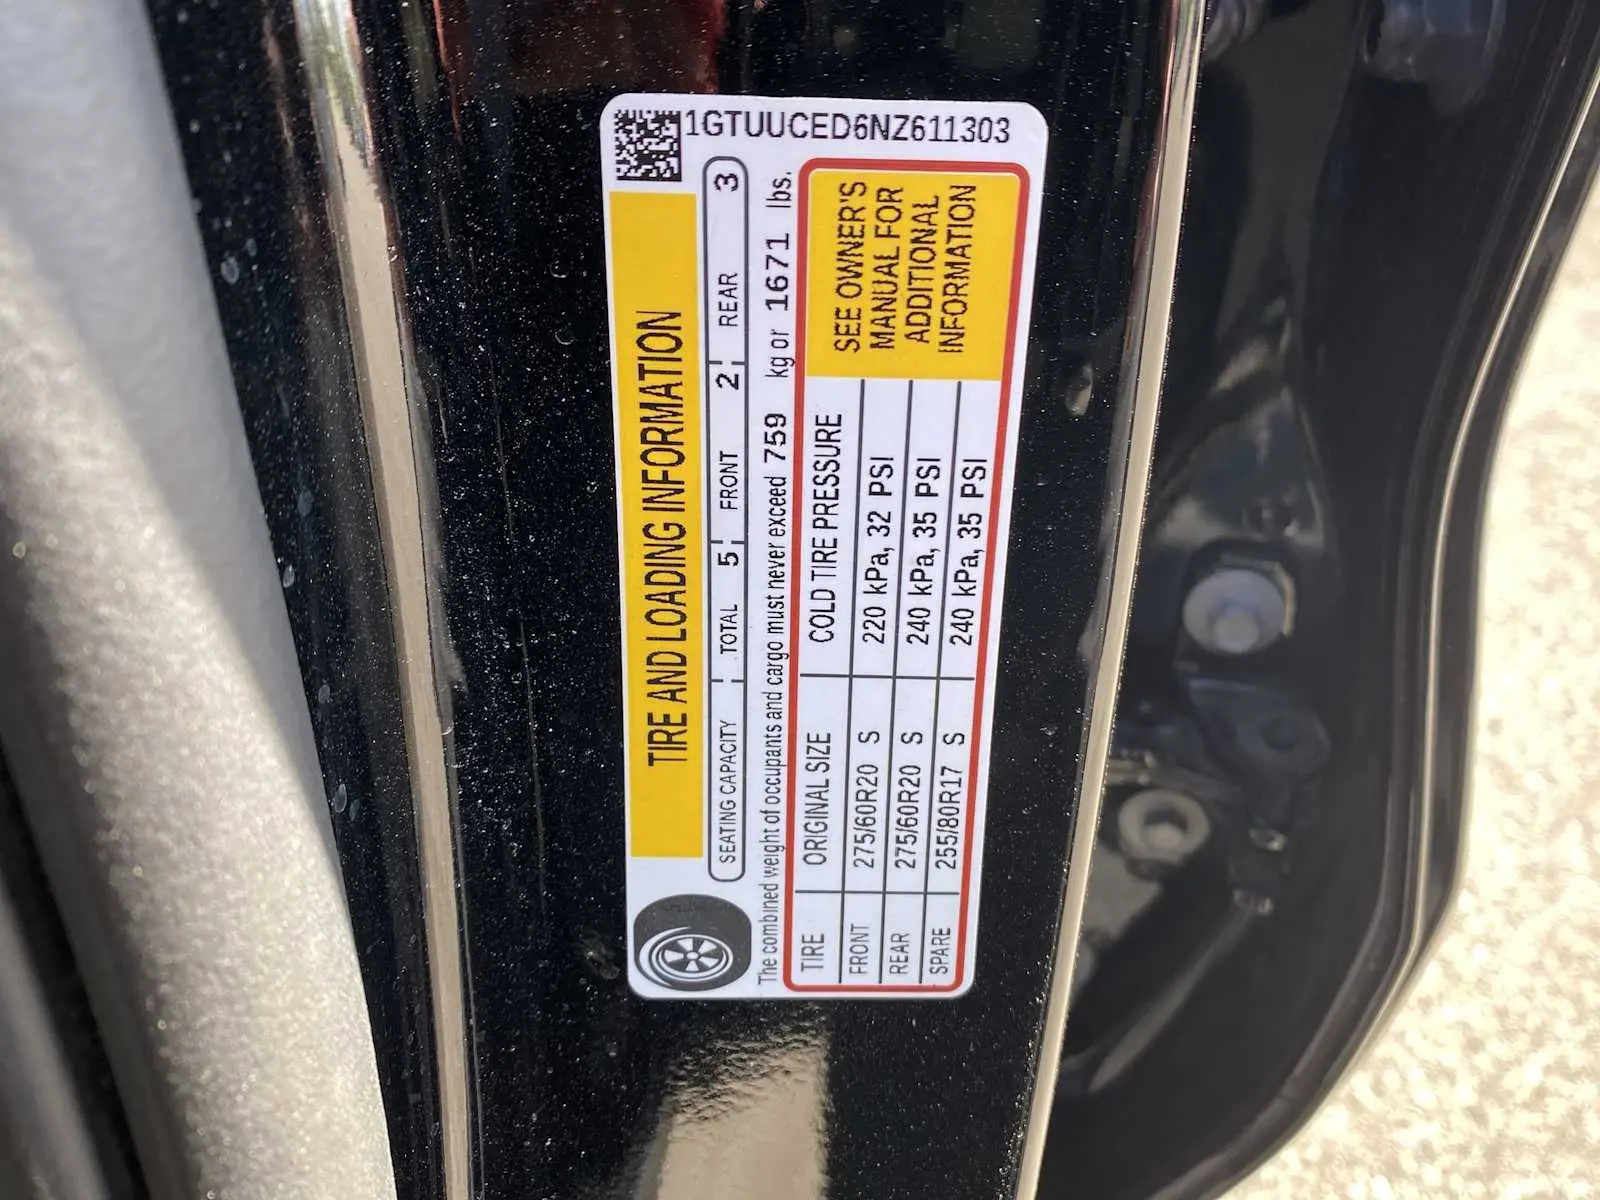 1GTUUCED6NZ611303
TIRE AND LOADING INFORMATION
SEATING CAPACITY TOTAL 5 FRONT 2 REAR 3
The combined weight of occupants and cargo must never exceed 759 kg or 1671 lbs.
TIRE ORIGINAL SIZE COLD TIRE PRESSURE
FRONT 275/60R20 S 220 kPa, 32 PSI
REAR 275/60R20 S 240 kPa, 35 PSI
SPARE 255/80R17 S 240 kPa, 35 PSI
SEE OWNER'S
MANUAL FOR
ADDITIONAL
INFORMATION